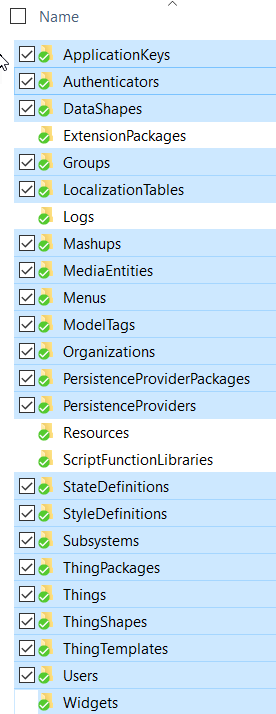 Name
ApplicationKeys
Authenticators
DataShapes
ExtensionPackages
Groups
LocalizationTables
Logs
Mashups
MediaEntities
Menus
ModelTags
Organizations
PersistenceProviderPackages
PersistenceProviders
Resources
ScriptFunctionLibraries
StateDefinitions
StyleDefinitions
Subsystems
ThingPackages
Things
ThingShapes
ThingTemplates
Users
Widgets